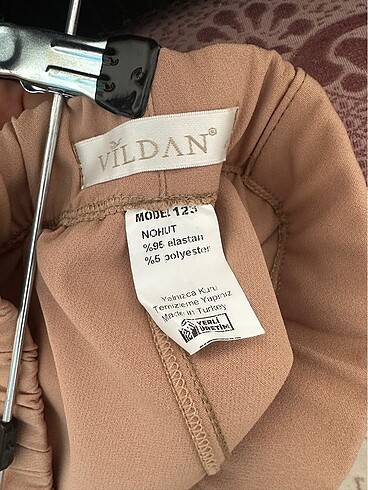 VİLDAN®
MODEL 123
NOHUT
%95 elastan
%5 polyester
Yalnızca Kuru
Temizleme Yapınız
Made in Turkey
YERLİ
ÜRETİM